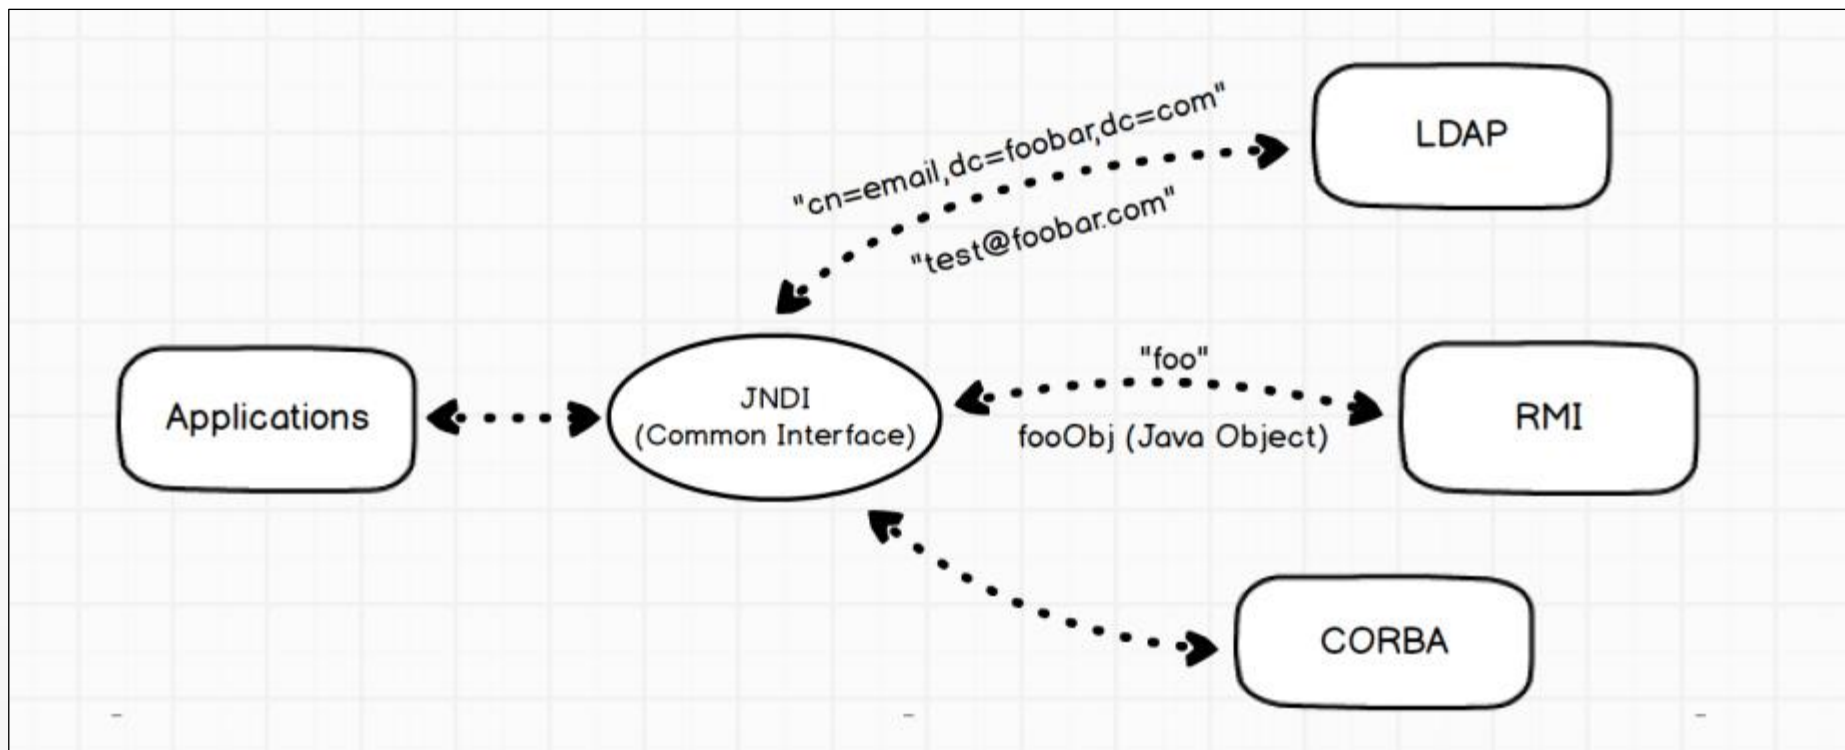 "cn=email,dc=foobar,dc=com"
LDAP
"test@foobar.com"
"foo"
Applications
JNDI
(Common Interface)
fooObj (Java Object)
RMI
CORBA